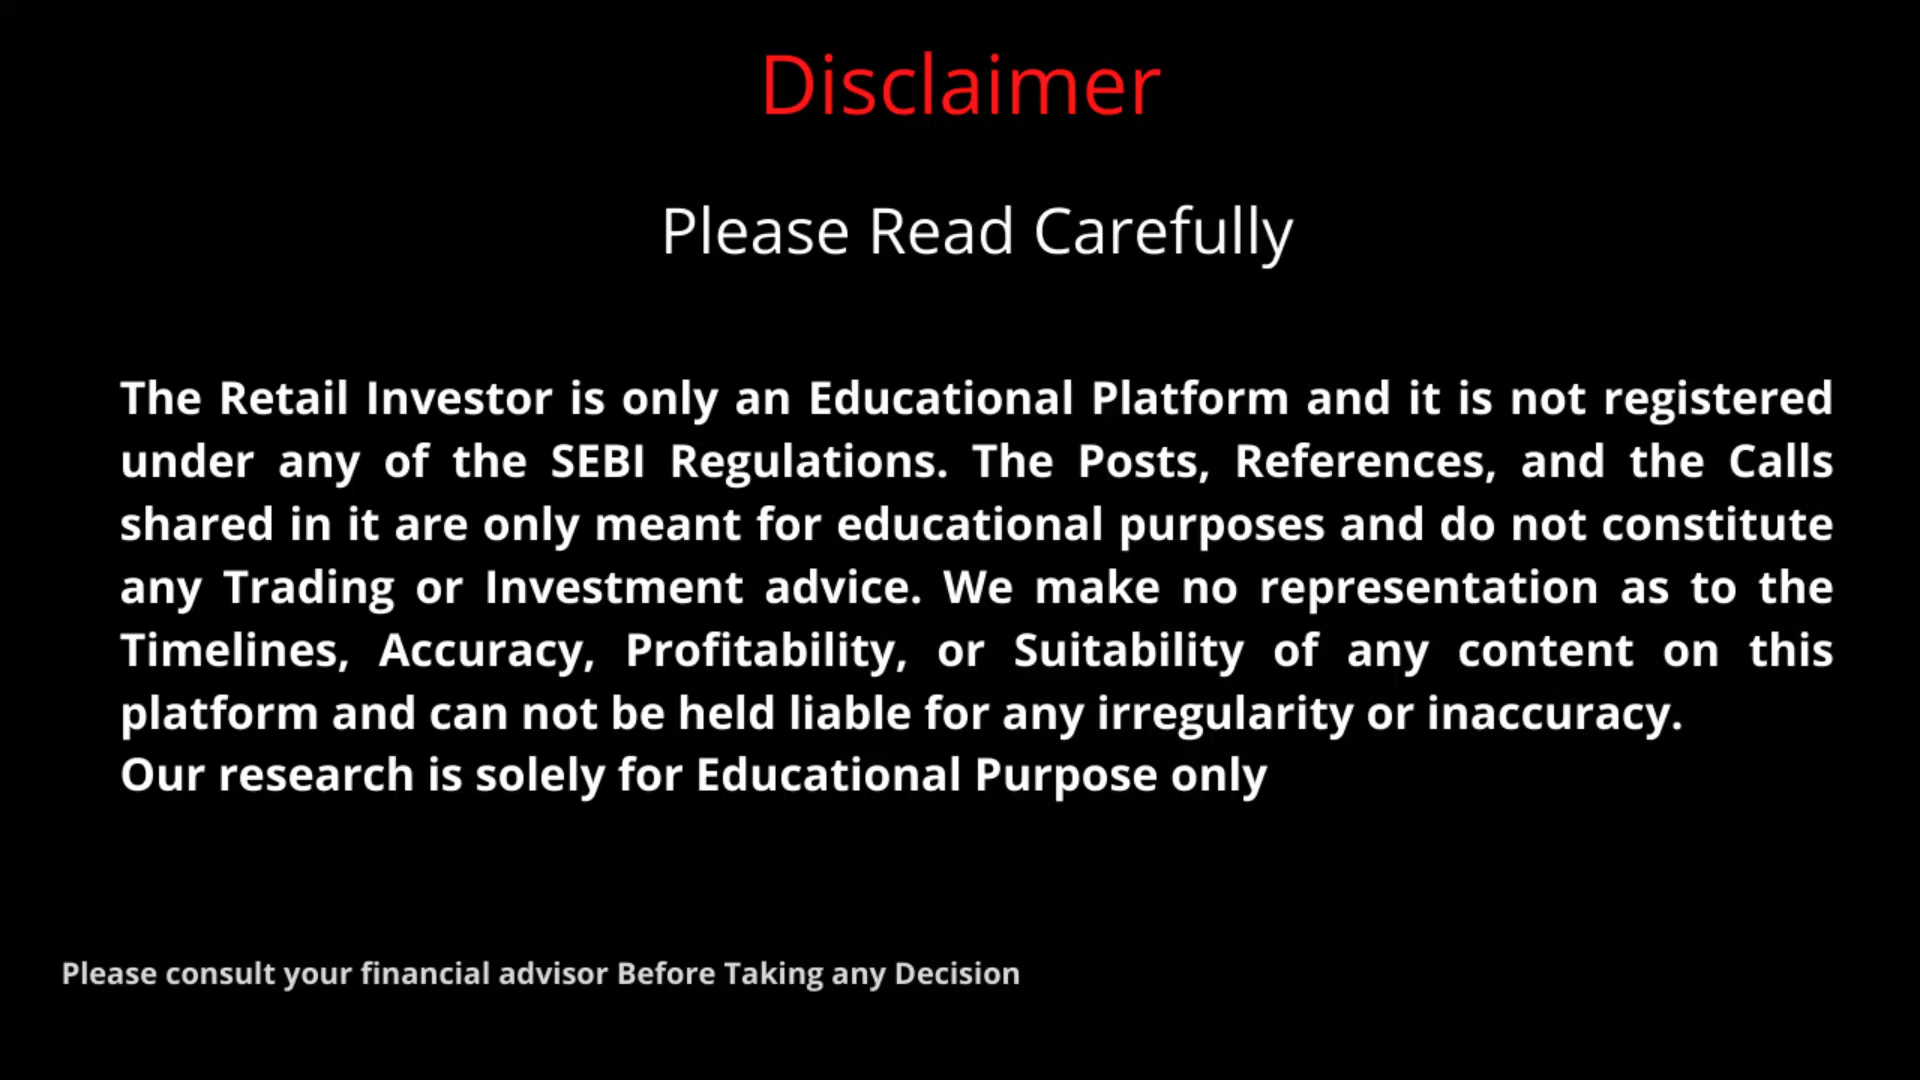 Disclaimer
Please Read Carefully
The Retail Investor is only an Educational Platform and it is not registered
under any of the SEBI Regulations. The Posts, References, and the Calls
shared in it are only meant for educational purposes and do not constitute
any Trading or Investment advice. We make no representation as to the
Timelines, Accuracy, Profitability, or Suitability of any content on this
platform and can not be held liable for any irregularity or inaccuracy.
Our research is solely for Educational Purpose only
Please consult your financial advisor Before Taking any Decision